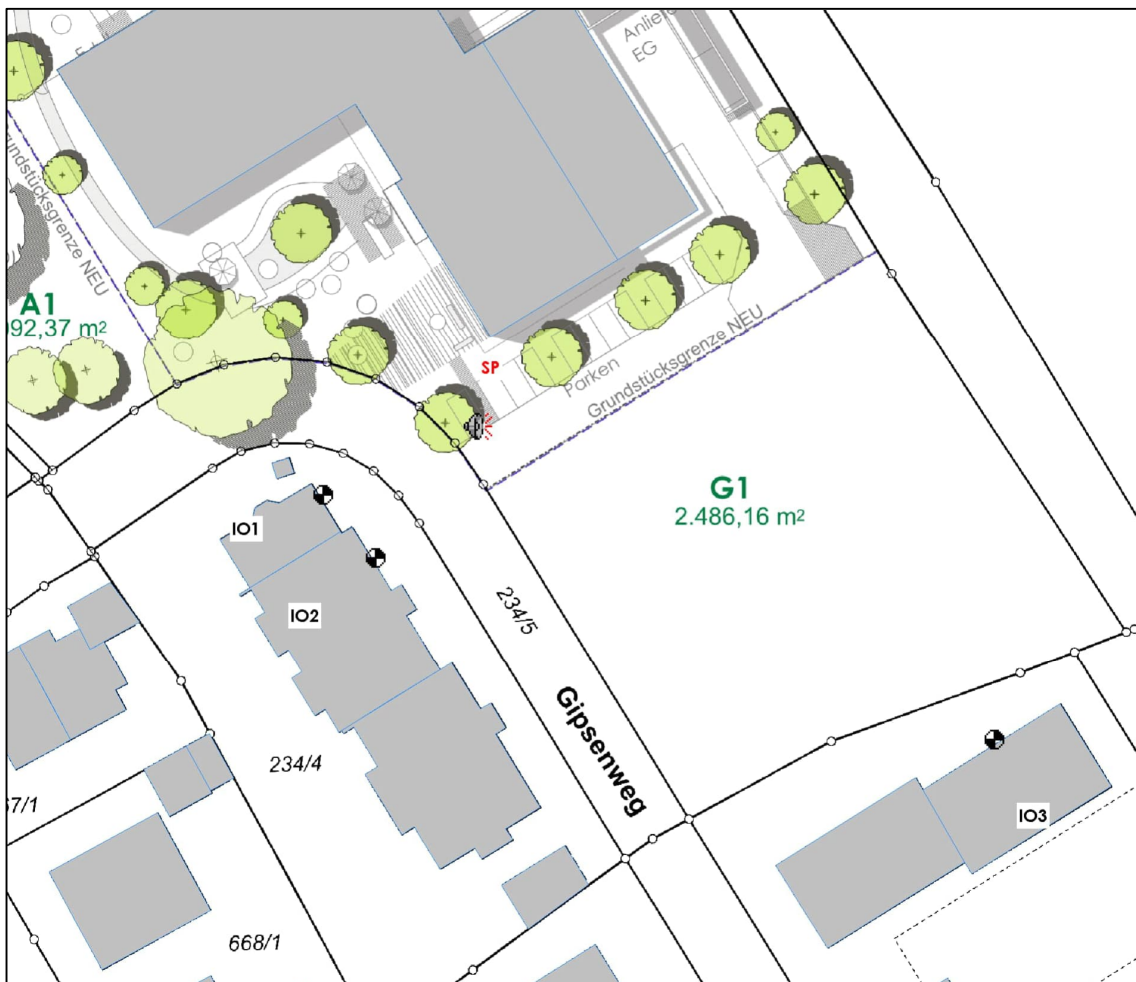 Anlie
EG
Grundstücksgrenze NEU
A1
992,37 m²
SP
Parken
Grundstücksgrenze NEU
G1
2.486,16 m²
IO1
IO2
234/5
Gipsenweg
234/4
IO3
67/1
668/1